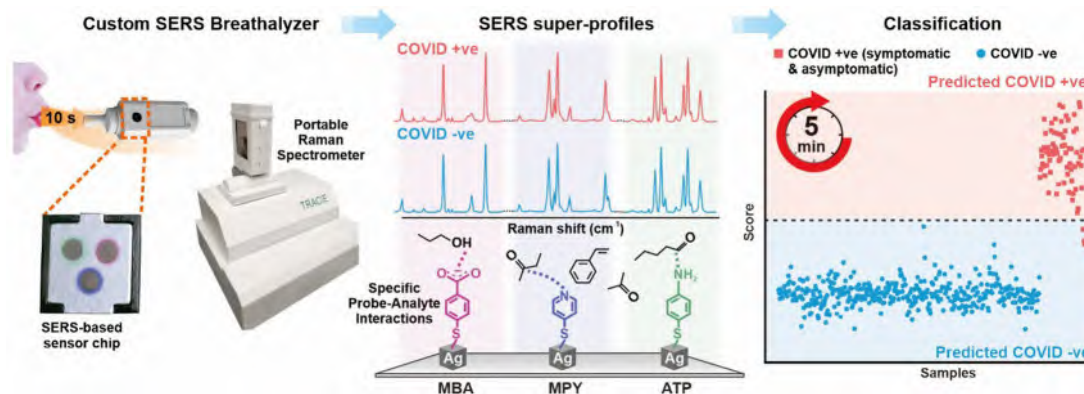 Custom SERS Breathalyzer
10 s
Portable
Raman
Spectrometer
TRACIE
SERS-based
sensor chip
SERS super-profiles
COVID +ve
COVID -ve
Raman shift (cm⁻¹)
OH
O
O
S
Ag
MBA
Specific
Probe-Analyte
Interactions
O
N
S
Ag
MPY
O
O
NH₂
S
Ag
ATP
Classification
COVID +ve (symptomatic
& asymptomatic)
COVID -ve
Predicted COVID +ve
5
min
Score
Predicted COVID -ve
Samples